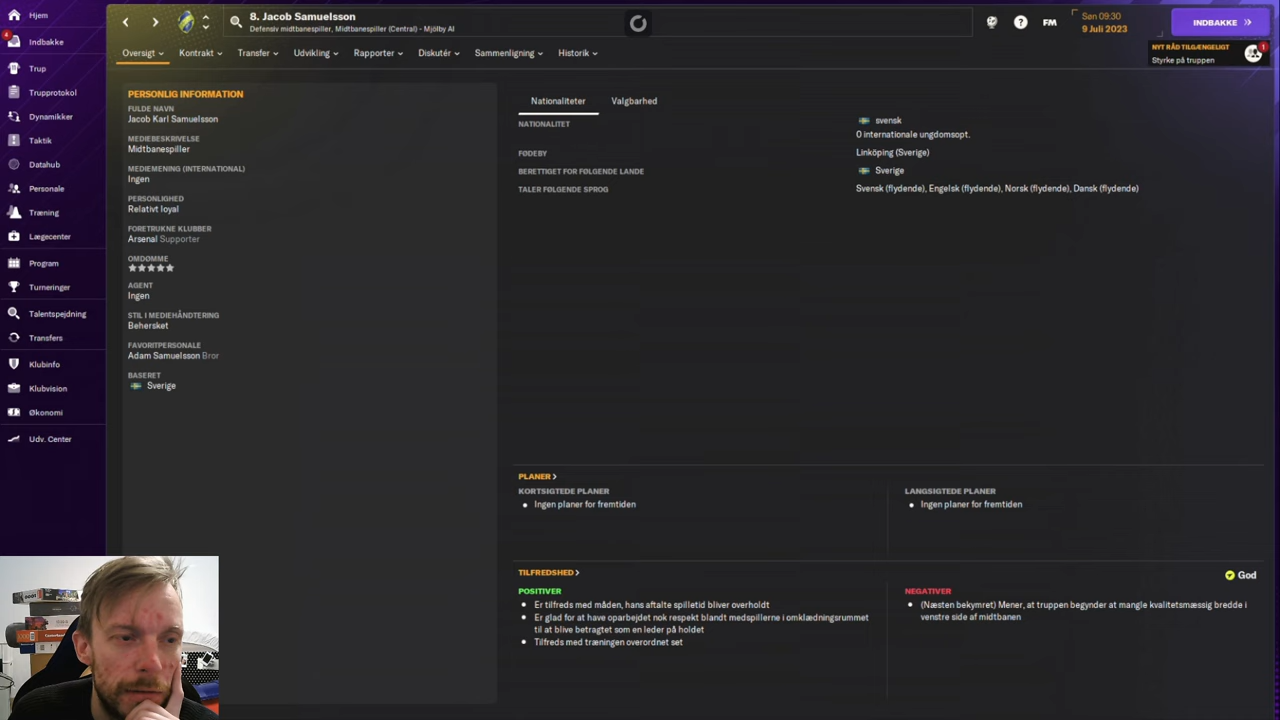 Hjem
4
Indbakke
Trup
Trupprotokol
Dynamikker
Taktik
Datahub
Personale
Træning
Lægecenter
Program
Turneringer
Talentspejdning
Transfers
Klubinfo
Klubvision
Økonomi
Udv. Center
8. Jacob Samuelsson
Defensiv midtbanespiller, Midtbanespiller (Central) - Mjölby AI
FM
Søn 09:30
9 Juli 2023
INDBAKKE
Oversigt
Kontrakt
Transfer
Udvikling
Rapporter
Diskutér
Sammenligning
Historik
NYT RÅD TILGÆNGELIGT
Styrke på truppen
1
PERSONLIG INFORMATION
FULDE NAVN
Jacob Karl Samuelsson
MEDIEBESKRIVELSE
Midtbanespiller
MEDIEMENING (INTERNATIONAL)
Ingen
PERSONLIGHED
Relativt loyal
FORETRUKNE KLUBBER
Arsenal Supporter
OMDØMME
AGENT
Ingen
STIL I MEDIEHÅNDTERING
Behersket
FAVORITPERSONALE
Adam Samuelsson Bror
BASERET
Sverige
Nationaliteter
Valgbarhed
NATIONALITET
svensk
0 internationale ungdomsopt.
FØDEBY
Linköping (Sverige)
BERETTIGET FOR FØLGENDE LANDE
Sverige
TALER FØLGENDE SPROG
Svensk (flydende), Engelsk (flydende), Norsk (flydende), Dansk (flydende)
PLANER
KORTSIGTEDE PLANER
Ingen planer for fremtiden
LANGSIGTEDE PLANER
Ingen planer for fremtiden
TILFREDSHED
God
POSITIVER
Er tilfreds med måden, hans aftalte spilletid bliver overholdt
Er glad for at have oparbejdet nok respekt blandt medspillerne i omklædningsrummet
til at blive betragtet som en leder på holdet
Tilfreds med træningen overordnet set
NEGATIVER
(Næsten bekymret) Mener, at truppen begynder at mangle kvalitetsmæssig bredde i
venstre side af midtbanen